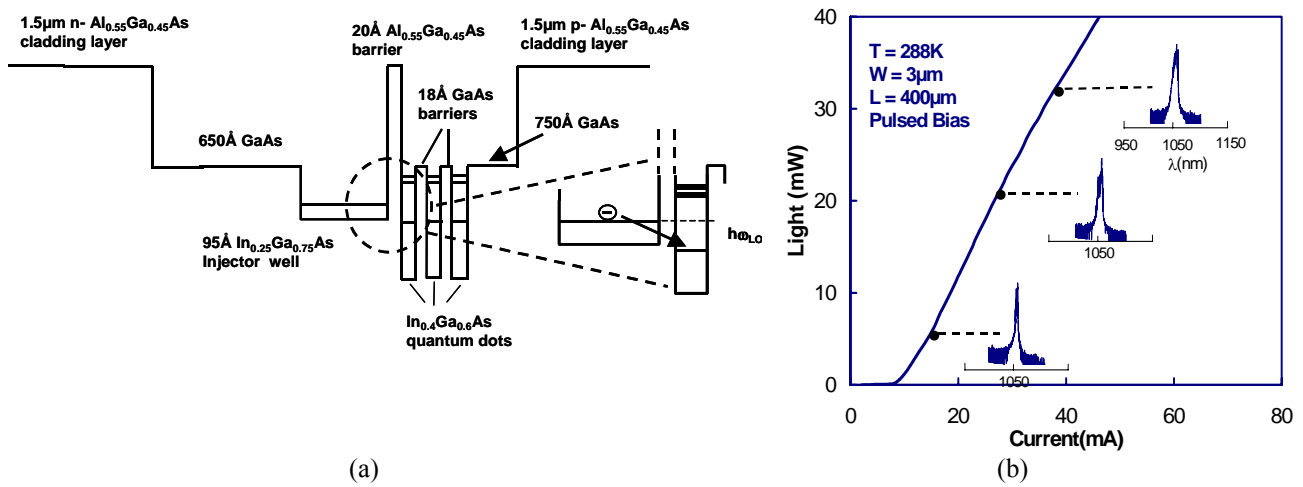 1.5µm n- Al0.55Ga0.45As
cladding layer
20Å Al0.55Ga0.45As
barrier
1.5µm p- Al0.55Ga0.45As
cladding layer
18Å GaAs
barriers
650Å GaAs
750Å GaAs
95Å In0.25Ga0.75As
Injector well
In0.4Ga0.6As
quantum dots
−
hωLO
(a)
Light (mW)
40
30
20
10
0
T = 288K
W = 3µm
L = 400µm
Pulsed Bias
950 1050 1150
λ(nm)
1050
1050
0 20 40 60 80
Current(mA)
(b)